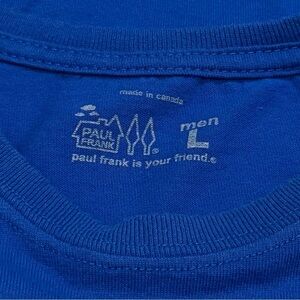 made in canada
PAUL
FRANK
men
L
paul frank is your friend.®